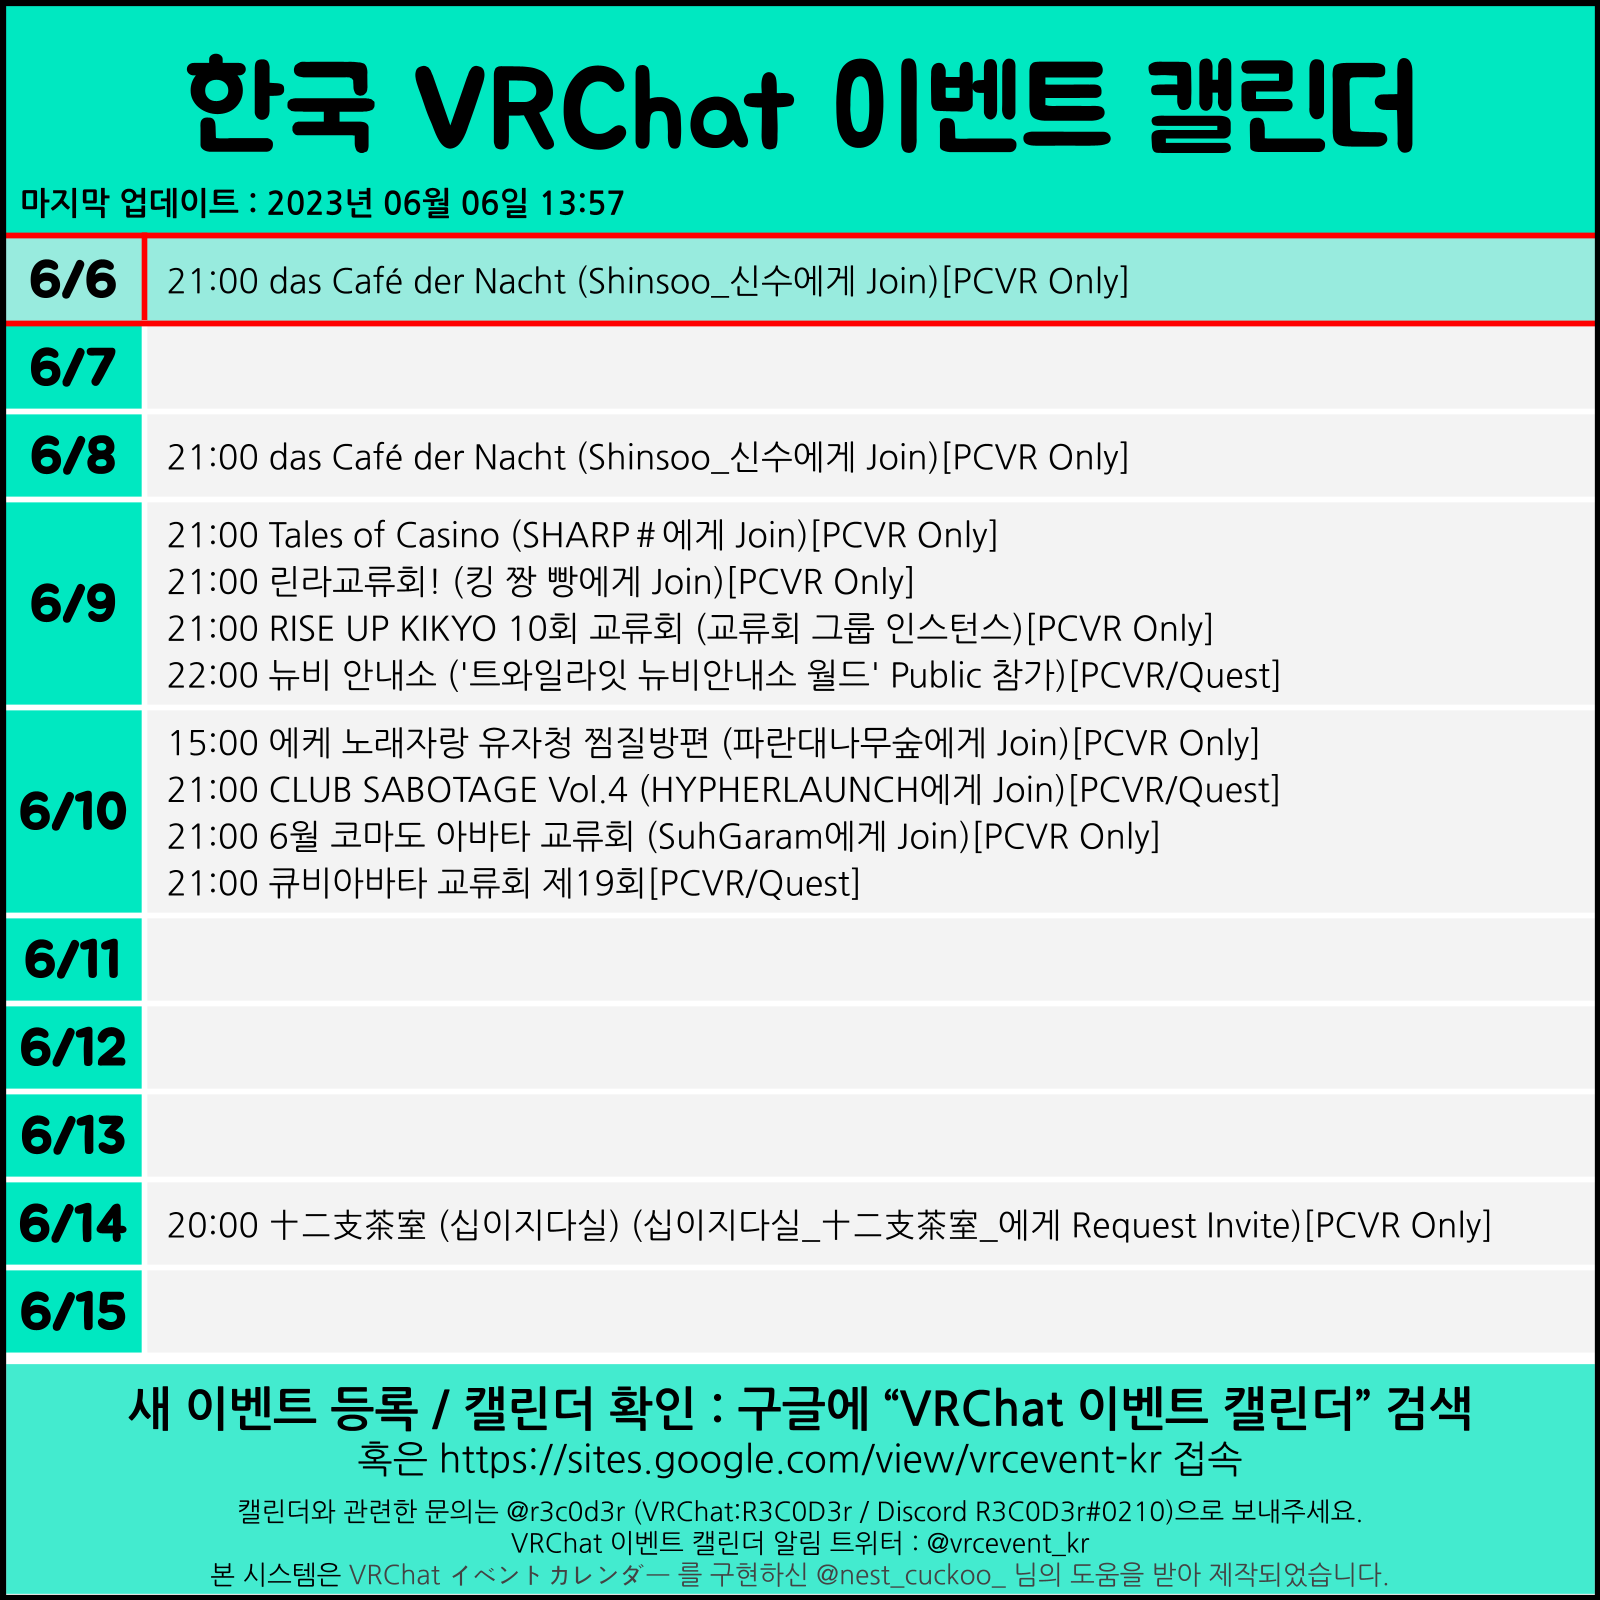 한국 VRChat 이벤트 캘린더
마지막 업데이트 : 2023년 06월 06일 13:57
6/6
21:00 das Café der Nacht (Shinsoo_신수에게 Join)[PCVR Only]
6/7
6/8
21:00 das Café der Nacht (Shinsoo_신수에게 Join)[PCVR Only]
6/9
21:00 Tales of Casino (SHARP＃에게 Join)[PCVR Only]
21:00 린라교류회! (킹 짱 빵에게 Join)[PCVR Only]
21:00 RISE UP KIKYO 10회 교류회 (교류회 그룹 인스턴스)[PCVR Only]
22:00 뉴비 안내소 ('트와일라잇 뉴비안내소 월드' Public 참가)[PCVR/Quest]
6/10
15:00 에케 노래자랑 유자청 찜질방편 (파란대나무숲에게 Join)[PCVR Only]
21:00 CLUB SABOTAGE Vol.4 (HYPHERLAUNCH에게 Join)[PCVR/Quest]
21:00 6월 코마도 아바타 교류회 (SuhGaram에게 Join)[PCVR Only]
21:00 큐비아바타 교류회 제19회[PCVR/Quest]
6/11
6/12
6/13
6/14
20:00 十二支茶室 (십이지다실) (십이지다실_十二支茶室_에게 Request Invite)[PCVR Only]
6/15
새 이벤트 등록 / 캘린더 확인 : 구글에 “VRChat 이벤트 캘린더” 검색
혹은 https://sites.google.com/view/vrcevent-kr 접속
캘린더와 관련한 문의는 @r3c0d3r (VRChat:R3C0D3r / Discord R3C0D3r#0210)으로 보내주세요.
VRChat 이벤트 캘린더 알림 트위터 : @vrcevent_kr
본 시스템은 VRChat イベントカレンダー 를 구현하신 @nest_cuckoo_ 님의 도움을 받아 제작되었습니다.